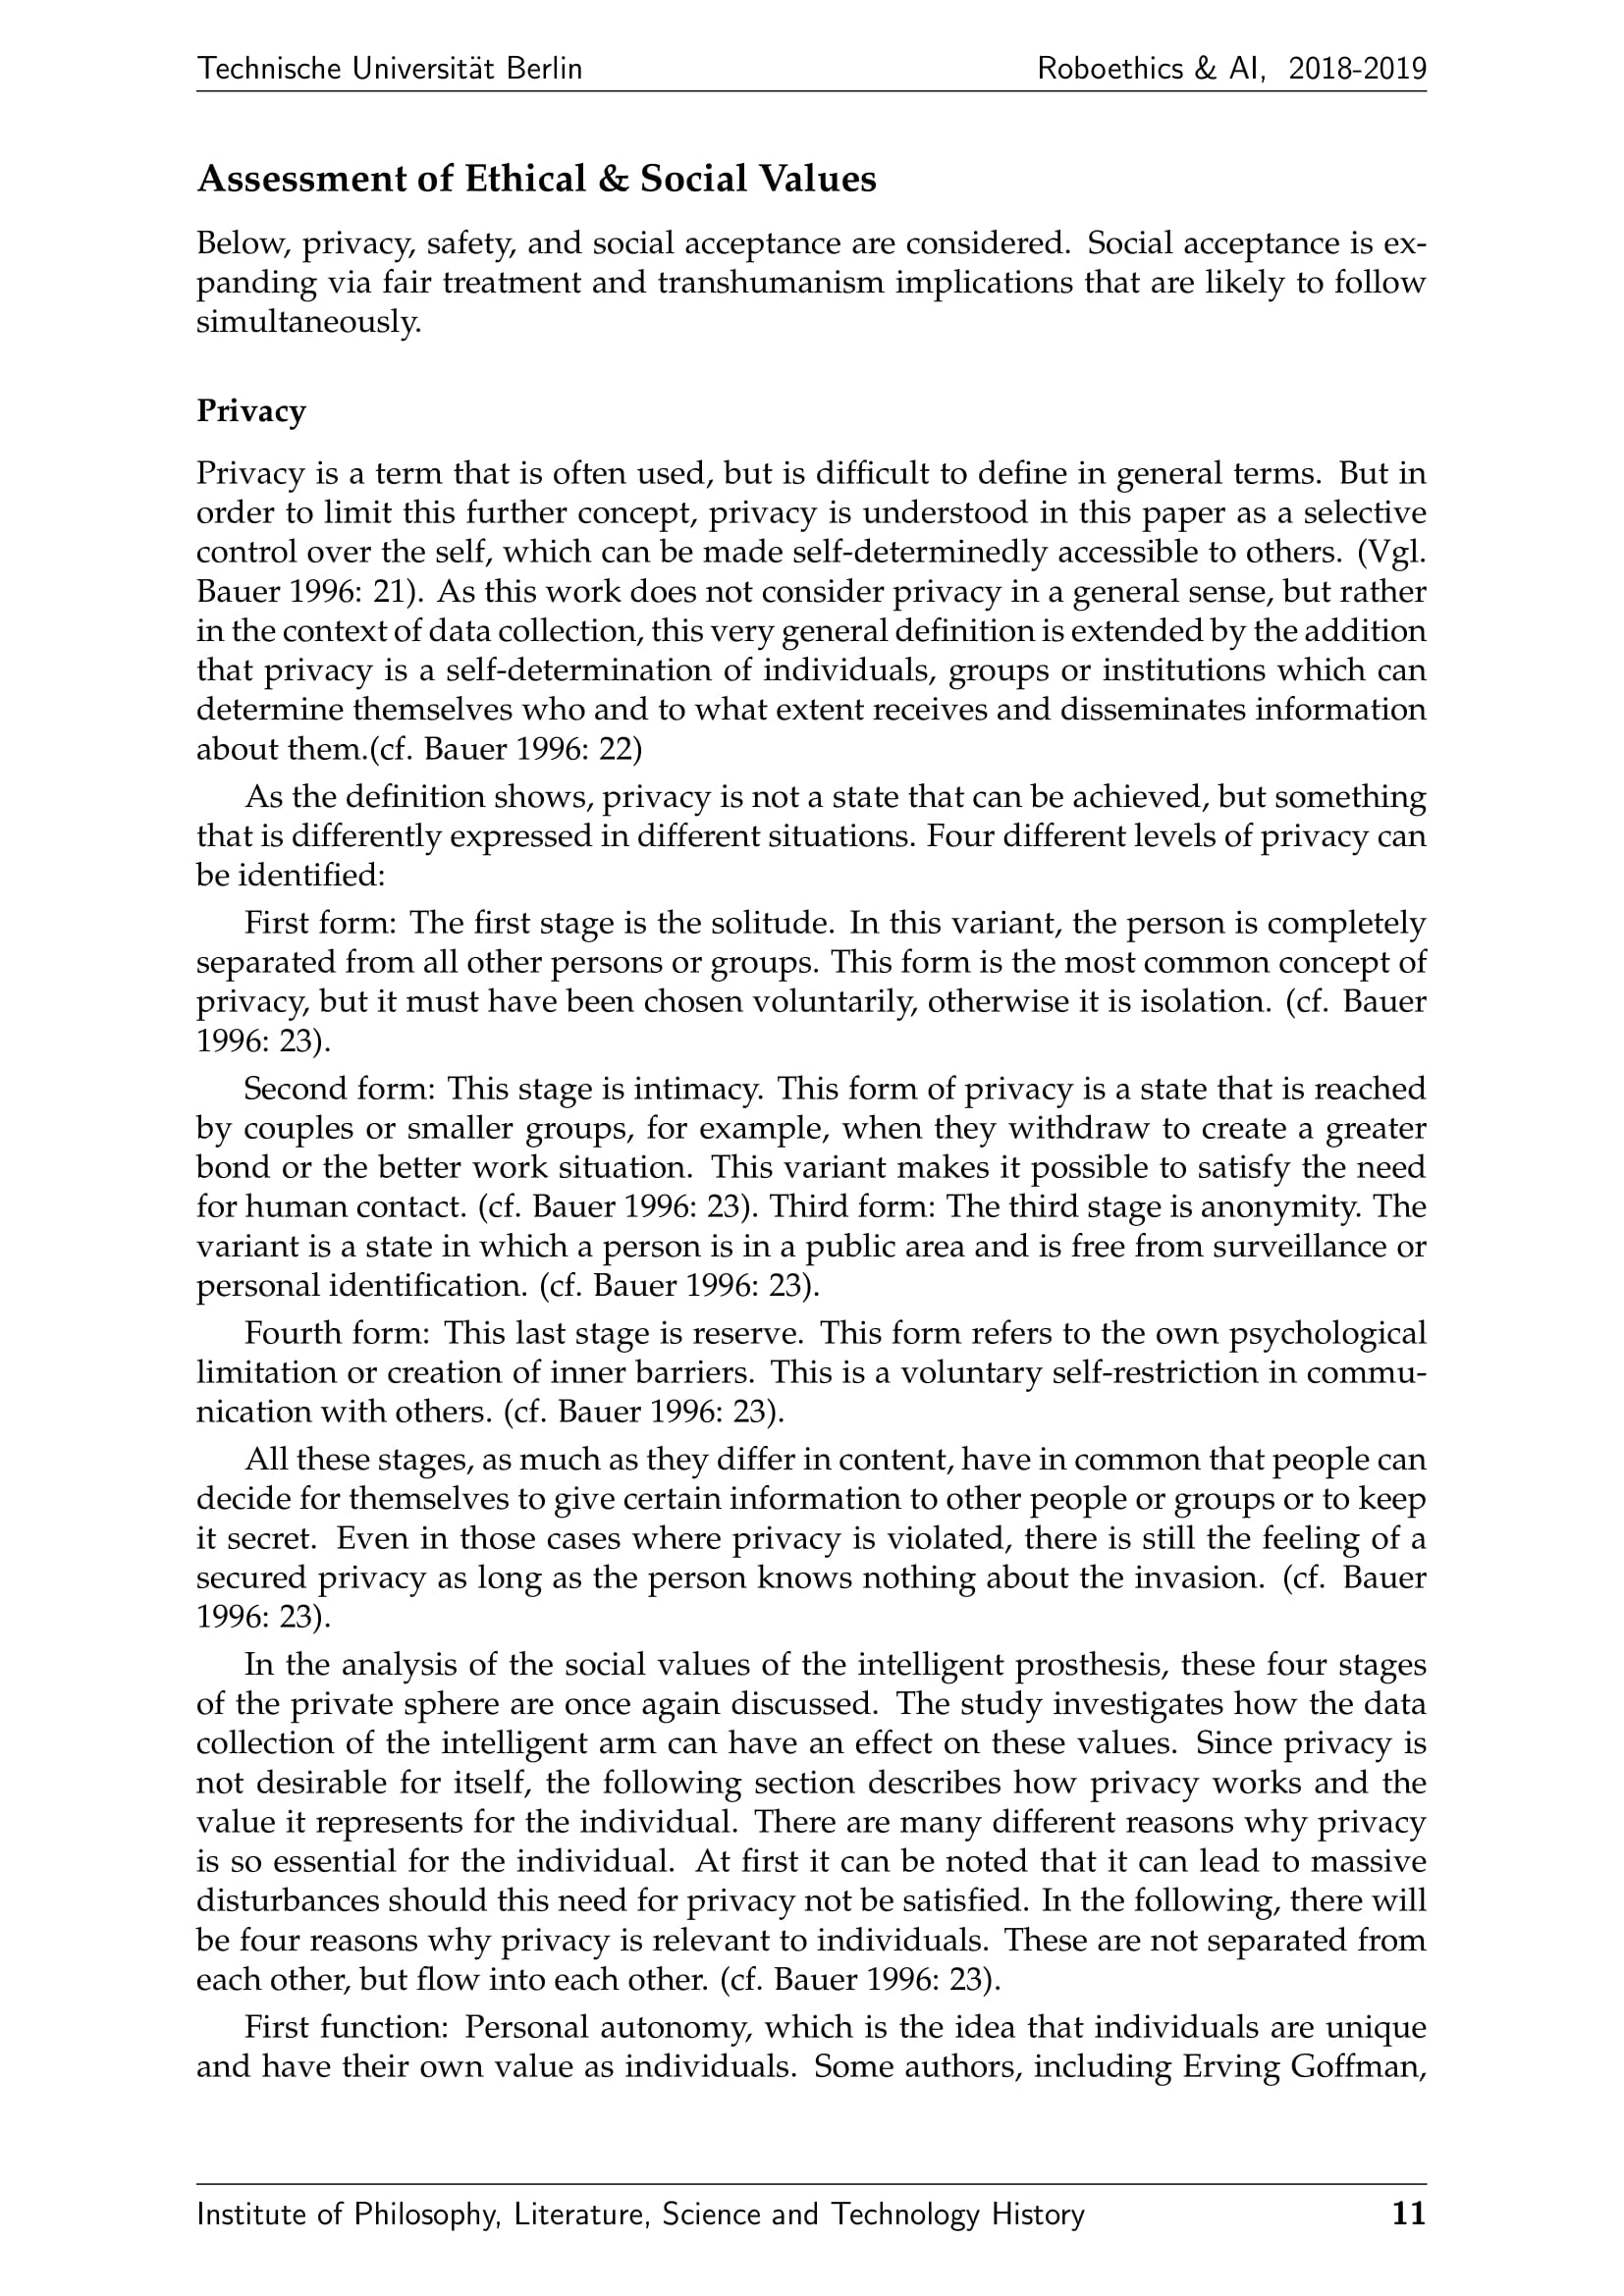 Technische Universität Berlin
Roboethics & AI, 2018-2019
Assessment of Ethical & Social Values
Below, privacy, safety, and social acceptance are considered. Social acceptance is ex-
panding via fair treatment and transhumanism implications that are likely to follow
simultaneously.
Privacy
Privacy is a term that is often used, but is difficult to define in general terms. But in
order to limit this further concept, privacy is understood in this paper as a selective
control over the self, which can be made self-determinedly accessible to others. (Vgl.
Bauer 1996: 21). As this work does not consider privacy in a general sense, but rather
in the context of data collection, this very general definition is extended by the addition
that privacy is a self-determination of individuals, groups or institutions which can
determine themselves who and to what extent receives and disseminates information
about them.(cf. Bauer 1996: 22)
As the definition shows, privacy is not a state that can be achieved, but something
that is differently expressed in different situations. Four different levels of privacy can
be identified:
First form: The first stage is the solitude. In this variant, the person is completely
separated from all other persons or groups. This form is the most common concept of
privacy, but it must have been chosen voluntarily, otherwise it is isolation. (cf. Bauer
1996: 23).
Second form: This stage is intimacy. This form of privacy is a state that is reached
by couples or smaller groups, for example, when they withdraw to create a greater
bond or the better work situation. This variant makes it possible to satisfy the need
for human contact. (cf. Bauer 1996: 23). Third form: The third stage is anonymity. The
variant is a state in which a person is in a public area and is free from surveillance or
personal identification. (cf. Bauer 1996: 23).
Fourth form: This last stage is reserve. This form refers to the own psychological
limitation or creation of inner barriers. This is a voluntary self-restriction in commu-
nication with others. (cf. Bauer 1996: 23).
All these stages, as much as they differ in content, have in common that people can
decide for themselves to give certain information to other people or groups or to keep
it secret. Even in those cases where privacy is violated, there is still the feeling of a
secured privacy as long as the person knows nothing about the invasion. (cf. Bauer
1996: 23).
In the analysis of the social values of the intelligent prosthesis, these four stages
of the private sphere are once again discussed. The study investigates how the data
collection of the intelligent arm can have an effect on these values. Since privacy is
not desirable for itself, the following section describes how privacy works and the
value it represents for the individual. There are many different reasons why privacy
is so essential for the individual. At first it can be noted that it can lead to massive
disturbances should this need for privacy not be satisfied. In the following, there will
be four reasons why privacy is relevant to individuals. These are not separated from
each other, but flow into each other. (cf. Bauer 1996: 23).
First function: Personal autonomy, which is the idea that individuals are unique
and have their own value as individuals. Some authors, including Erving Goffman,
Institute of Philosophy, Literature, Science and Technology History
11